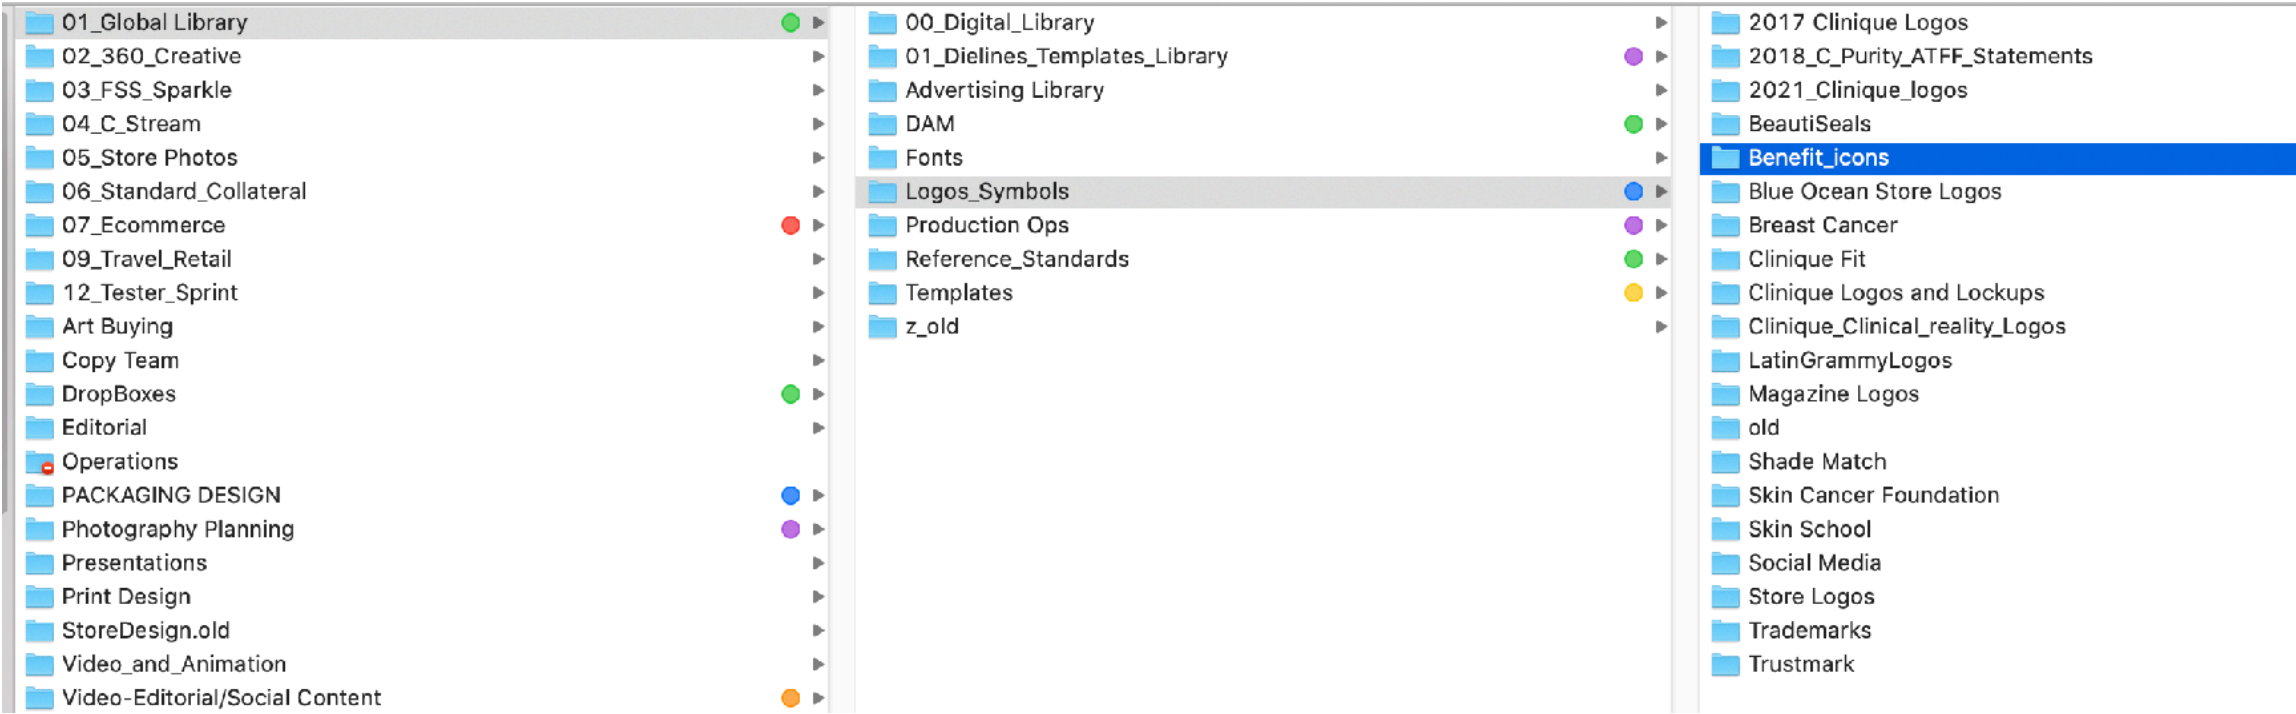 01_Global Library
02_360_Creative
03_FSS_Sparkle
04_C_Stream
05_Store Photos
06_Standard_Collateral
07_Ecommerce
09_Travel_Retail
12_Tester_Sprint
Art Buying
Copy Team
DropBoxes
Editorial
Operations
PACKAGING DESIGN
Photography Planning
Presentations
Print Design
StoreDesign.old
Video_and_Animation
Video-Editorial/Social Content
00_Digital_Library
01_Dielines_Templates_Library
Advertising Library
DAM
Fonts
Logos_Symbols
Production Ops
Reference_Standards
Templates
z_old
2017 Clinique Logos
2018_C_Purity_ATFF_Statements
2021_Clinique_logos
BeautiSeals
Benefit_icons
Blue Ocean Store Logos
Breast Cancer
Clinique Fit
Clinique Logos and Lockups
Clinique_Clinical_reality_Logos
LatinGrammyLogos
Magazine Logos
old
Shade Match
Skin Cancer Foundation
Skin School
Social Media
Store Logos
Trademarks
Trustmark